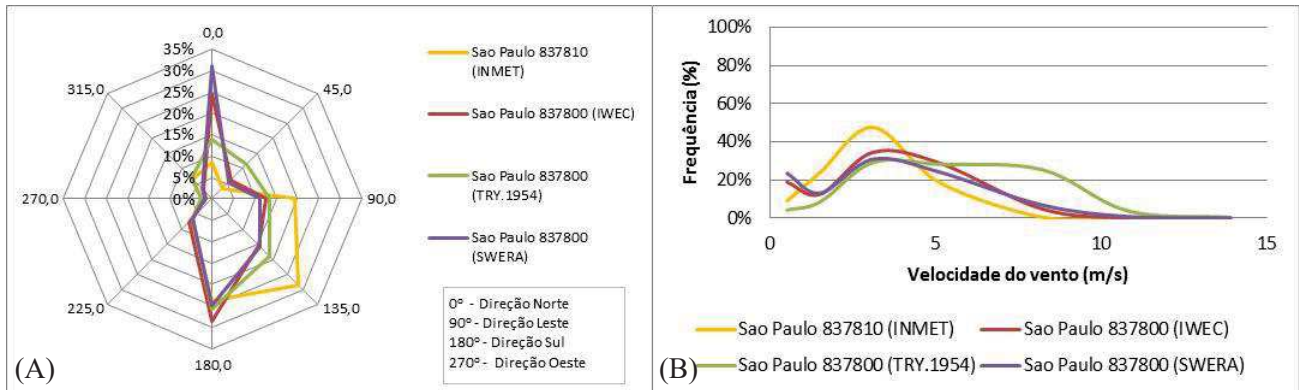 0,0
35%
30%
25%
20%
15%
10%
5%
0%
45,0
90,0
135,0
180,0
225,0
270,0
315,0
Sao Paulo 837810
(INMET)
Sao Paulo 837800 (IWEC)
Sao Paulo 837800
(TRY.1954)
Sao Paulo 837800
(SWERA)
0º - Direção Norte
90º - Direção Leste
180º - Direção Sul
270º - Direção Oeste
(A)
100%
80%
60%
40%
20%
0%
Frequência (%)
0
5
10
15
Velocidade do vento (m/s)
Sao Paulo 837810 (INMET)
Sao Paulo 837800 (IWEC)
Sao Paulo 837800 (TRY.1954)
Sao Paulo 837800 (SWERA)
(B)